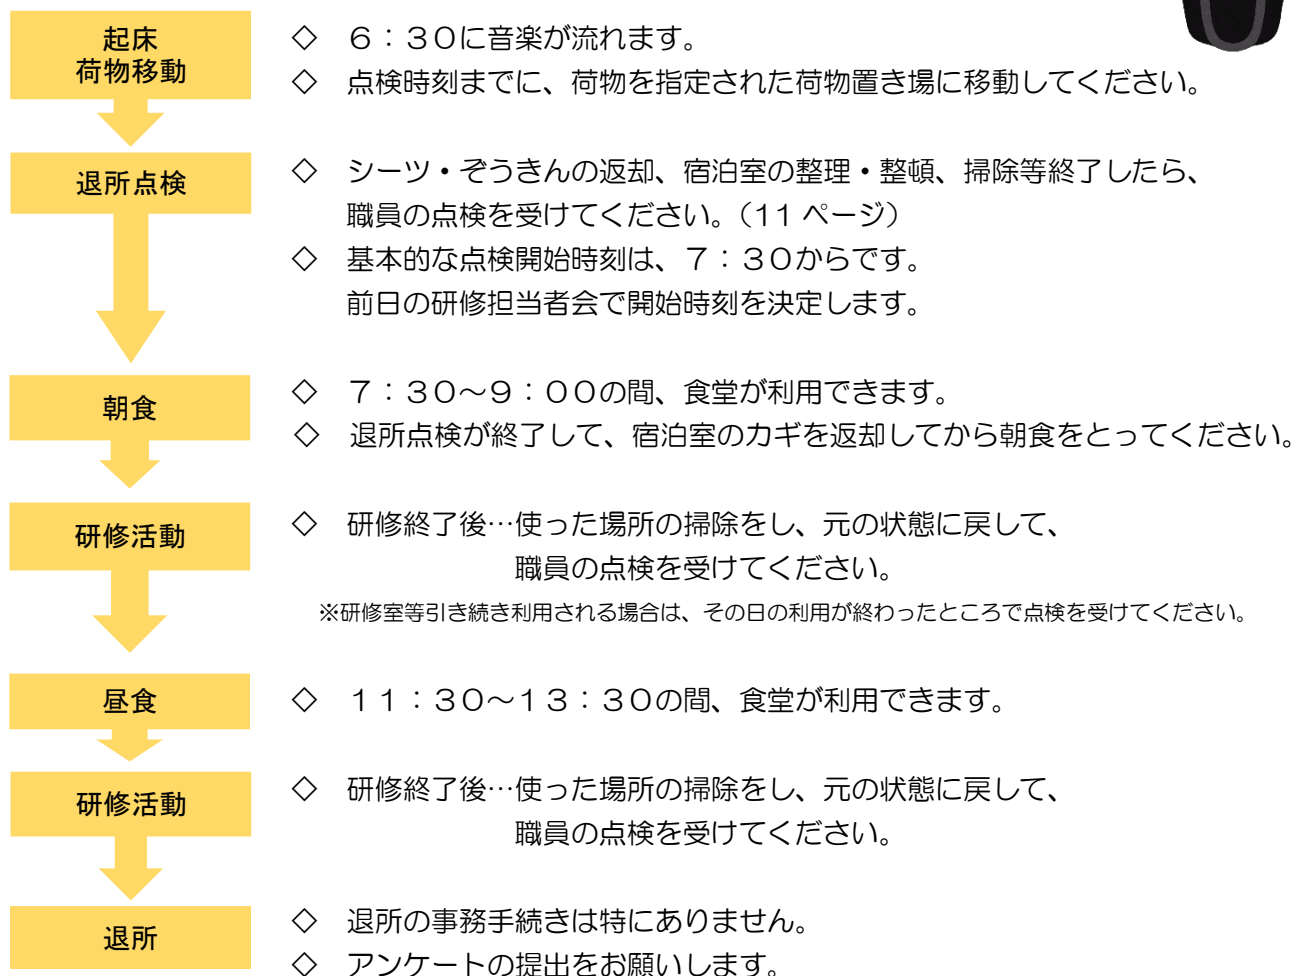 起床
荷物移動
◇ 6：30に音楽が流れます。
◇ 点検時刻までに、荷物を指定された荷物置き場に移動してください。
退所点検
◇ シーツ・ぞうきんの返却、宿泊室の整理・整頓、掃除等終了したら、
職員の点検を受けてください。（11 ページ）
◇ 基本的な点検開始時刻は、７：３０からです。
前日の研修担当者会で開始時刻を決定します。
朝食
◇ ７：３０～９：００の間、食堂が利用できます。
◇ 退所点検が終了して、宿泊室のカギを返却してから朝食をとってください。
研修活動
◇ 研修終了後…使った場所の掃除をし、元の状態に戻して、
職員の点検を受けてください。
※研修室等引き続き利用される場合は、その日の利用が終わったところで点検を受けてください。
昼食
◇ １１：３０～１３：３０の間、食堂が利用できます。
研修活動
◇ 研修終了後…使った場所の掃除をし、元の状態に戻して、
職員の点検を受けてください。
退所
◇ 退所の事務手続きは特にありません。
◇ アンケートの提出をお願いします。